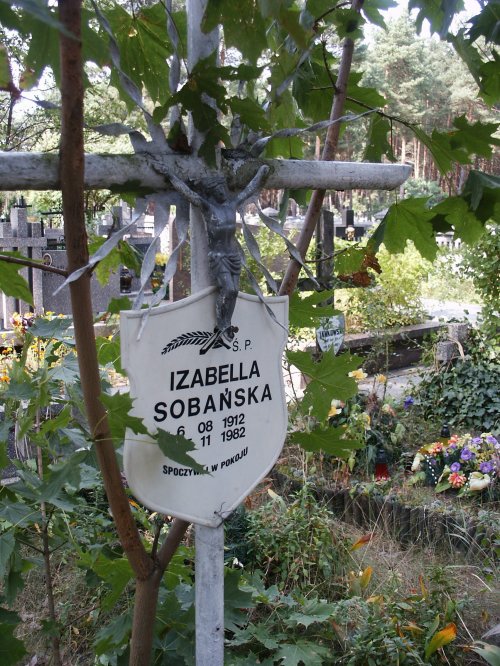 Ś.P.
IZABELLA
SOBAŃSKA
6 08 1912
11 1982
SPOCZYWAJ W POKOJU